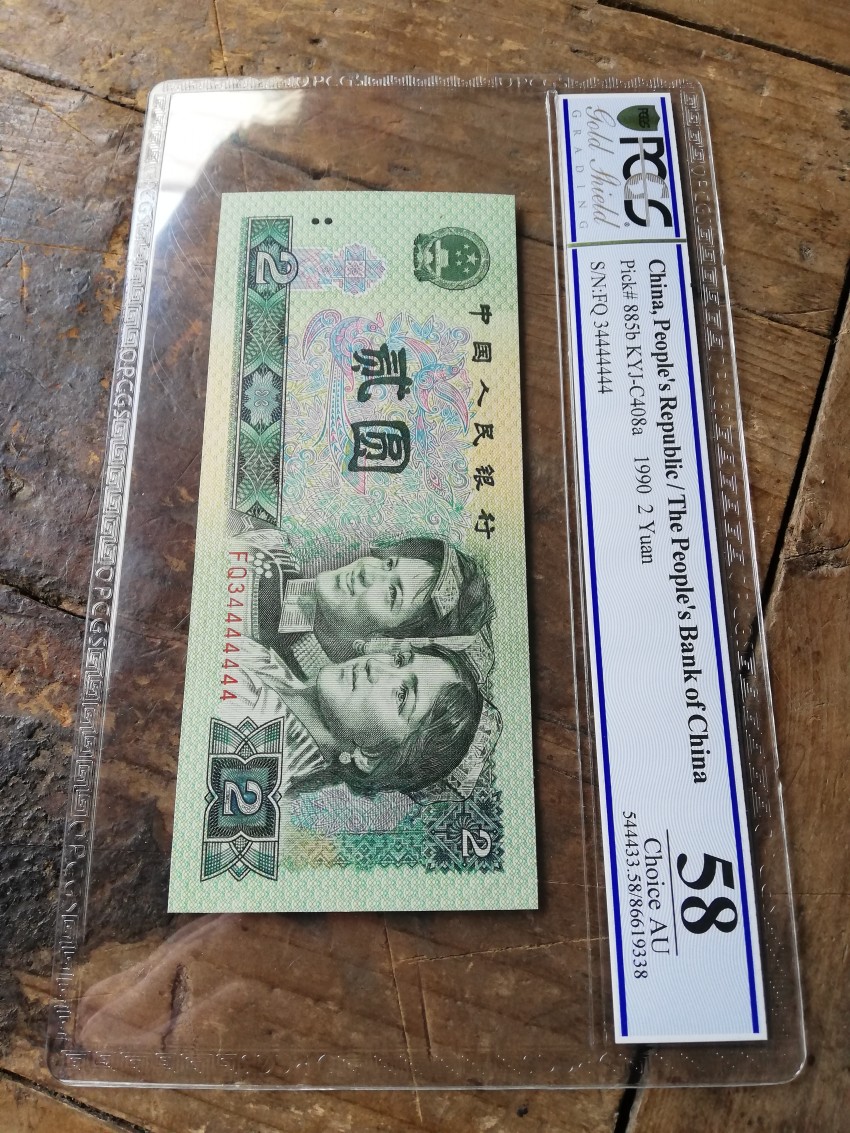 PCGS
Gold Shield
GRADING
China, People's Republic / The People's Bank of China
Pick# 885b KYJ-C408a 1990 2 Yuan
S/N:FQ 34444444
58
Choice AU
544433.58/86619338
中国人民银行
贰圆
2
FQ34444444
2
2